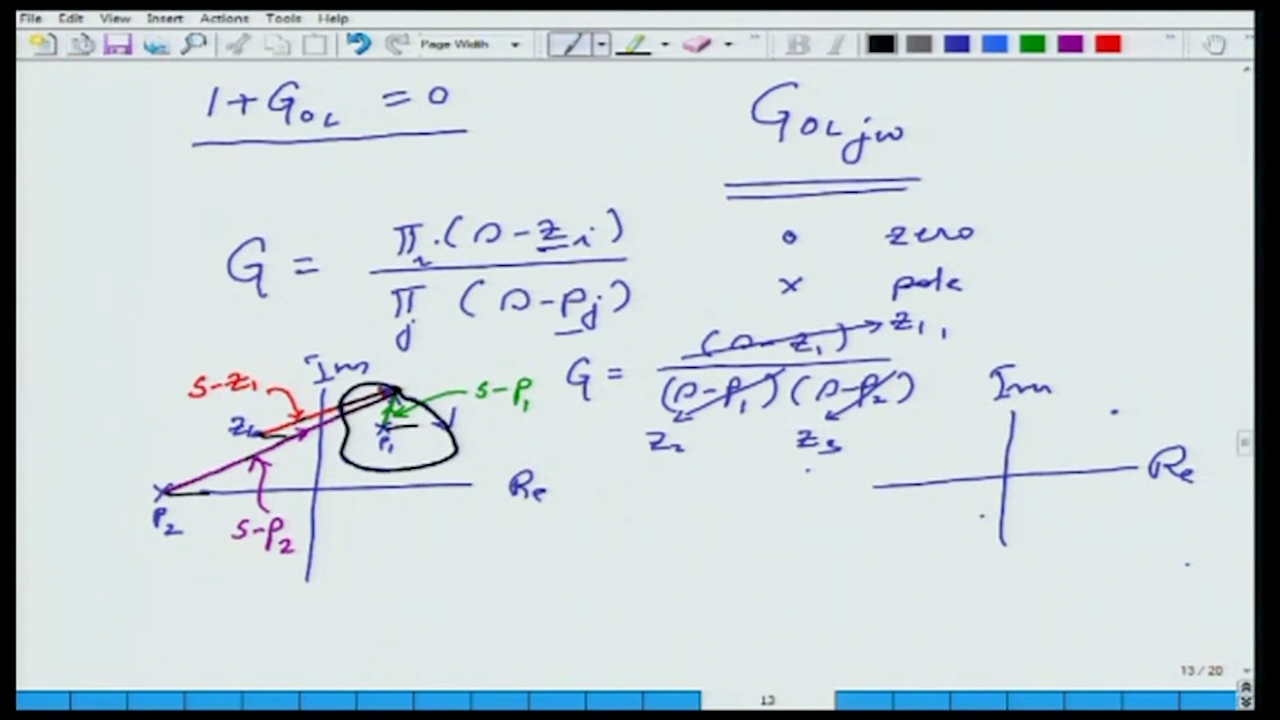 File Edit View Insert Actions Tools Help
Page Width
1 + G_OL = 0
G_OL jω
G = π_i (s - z_i) / π_j (s - p_j)
o zero
x pole
G = (s - z_1) / (s - p_1)(s - p_2)
z_1,
z_2
z_3
Im
s-z_1
s-p_1
z_1
p_1
Re
p_2
s-p_2
Im
Re
13 / 20
13